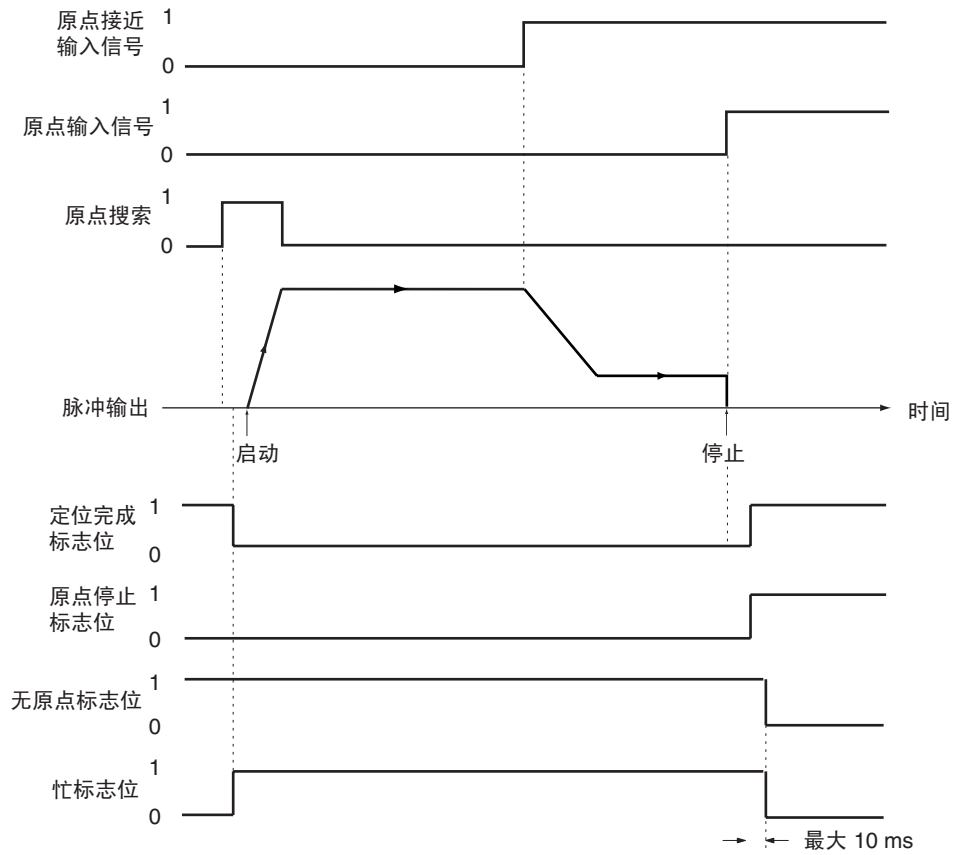 原点接近
输入信号
1
0
原点输入信号
1
0
原点搜索
1
0
脉冲输出
时间
启动
停止
定位完成
标志位
1
0
原点停止
标志位
1
0
无原点标志位
1
0
忙标志位
1
0
最大 10 ms